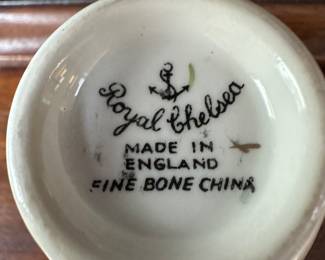 Royal Chelsea
MADE IN
ENGLAND
FINE BONE CHINA